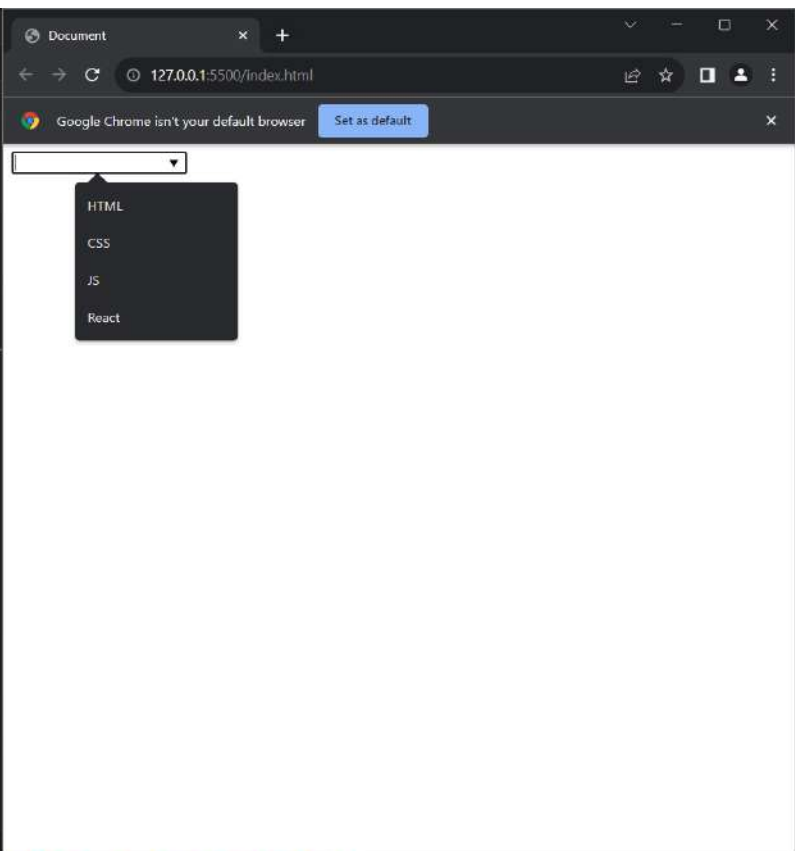 Document
127.0.0.1:5500/index.html
Google Chrome isn't your default browser Set as default
HTML
CSS
JS
React